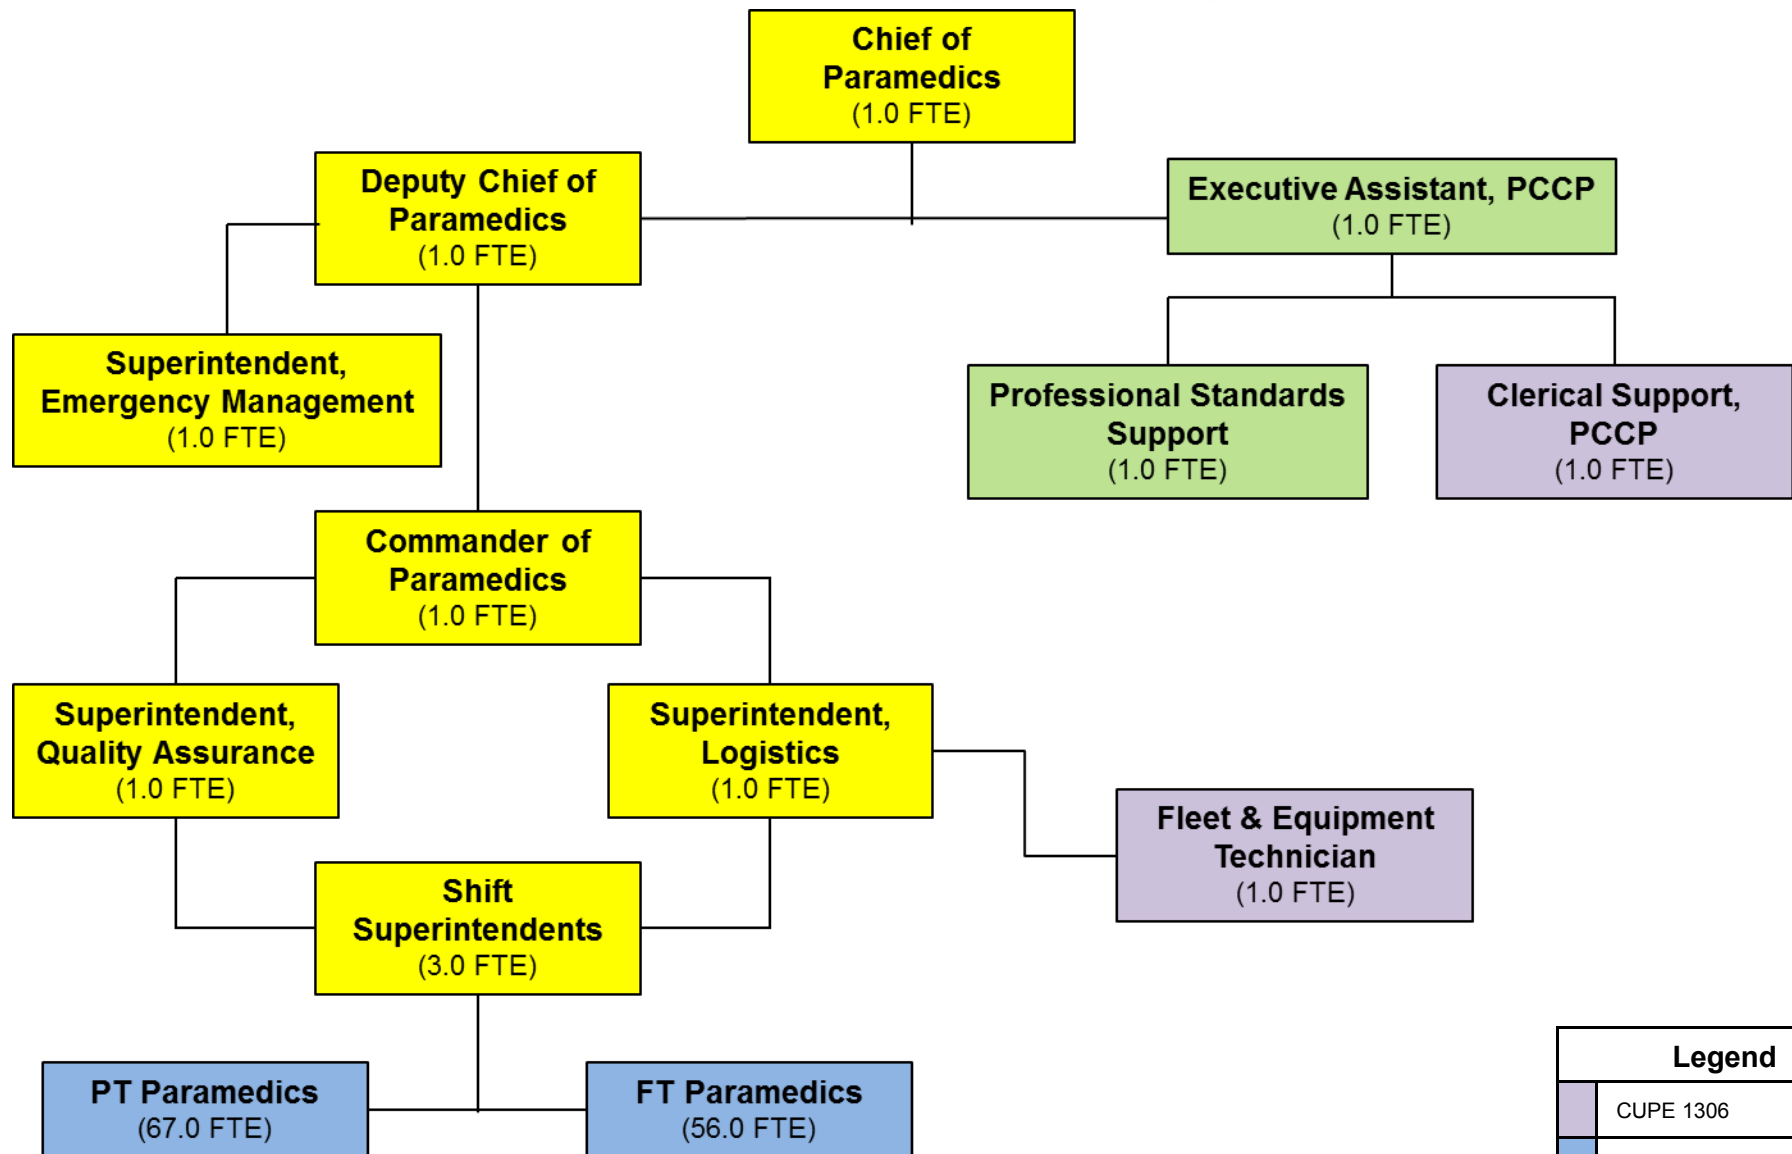 Chief of
Paramedics
(1.0 FTE)
Deputy Chief of
Paramedics
(1.0 FTE)
Executive Assistant, PCCP
(1.0 FTE)
Superintendent,
Emergency Management
(1.0 FTE)
Professional Standards
Support
(1.0 FTE)
Clerical Support,
PCCP
(1.0 FTE)
Commander of
Paramedics
(1.0 FTE)
Superintendent,
Quality Assurance
(1.0 FTE)
Superintendent,
Logistics
(1.0 FTE)
Fleet & Equipment
Technician
(1.0 FTE)
Shift
Superintendents
(3.0 FTE)
PT Paramedics
(67.0 FTE)
FT Paramedics
(56.0 FTE)
Legend
CUPE 1306